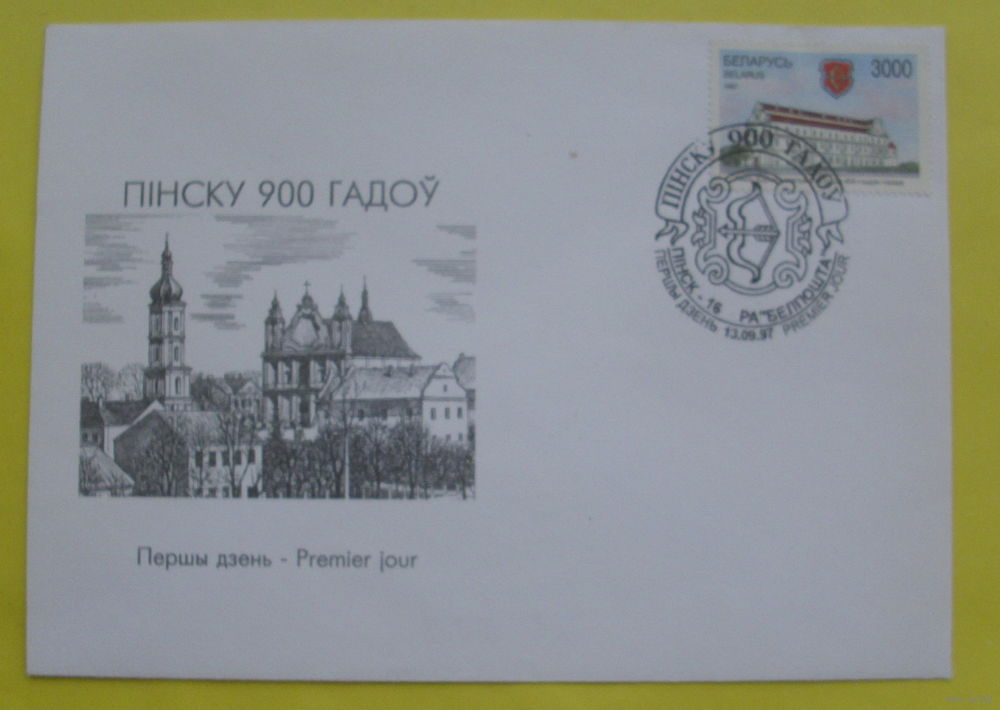 БЕЛАРУСЬ 3000
BELARUS
1997
ПІНСКУ 900 ГАДОЎ
ПІНСКУ 900 ГАДОЎ
ПІНСК - 16 РА "БЕЛПОШТА"
ПЕРШЫ ДЗЕНЬ 13.09.97 PREMIER JOUR
Першы дзень - Premier jour